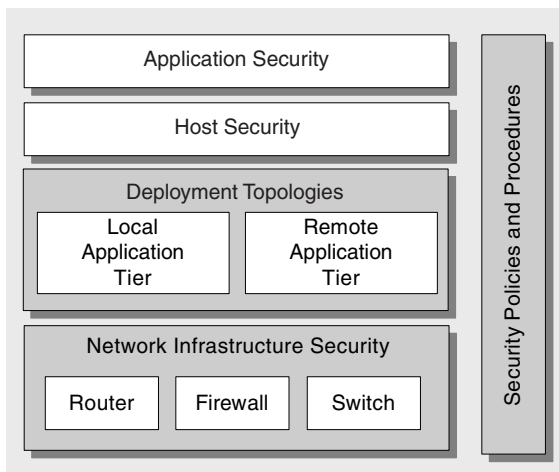 Application Security
Host Security
Deployment Topologies
Local
Application
Tier
Remote
Application
Tier
Network Infrastructure Security
Router
Firewall
Switch
Security Policies and Procedures